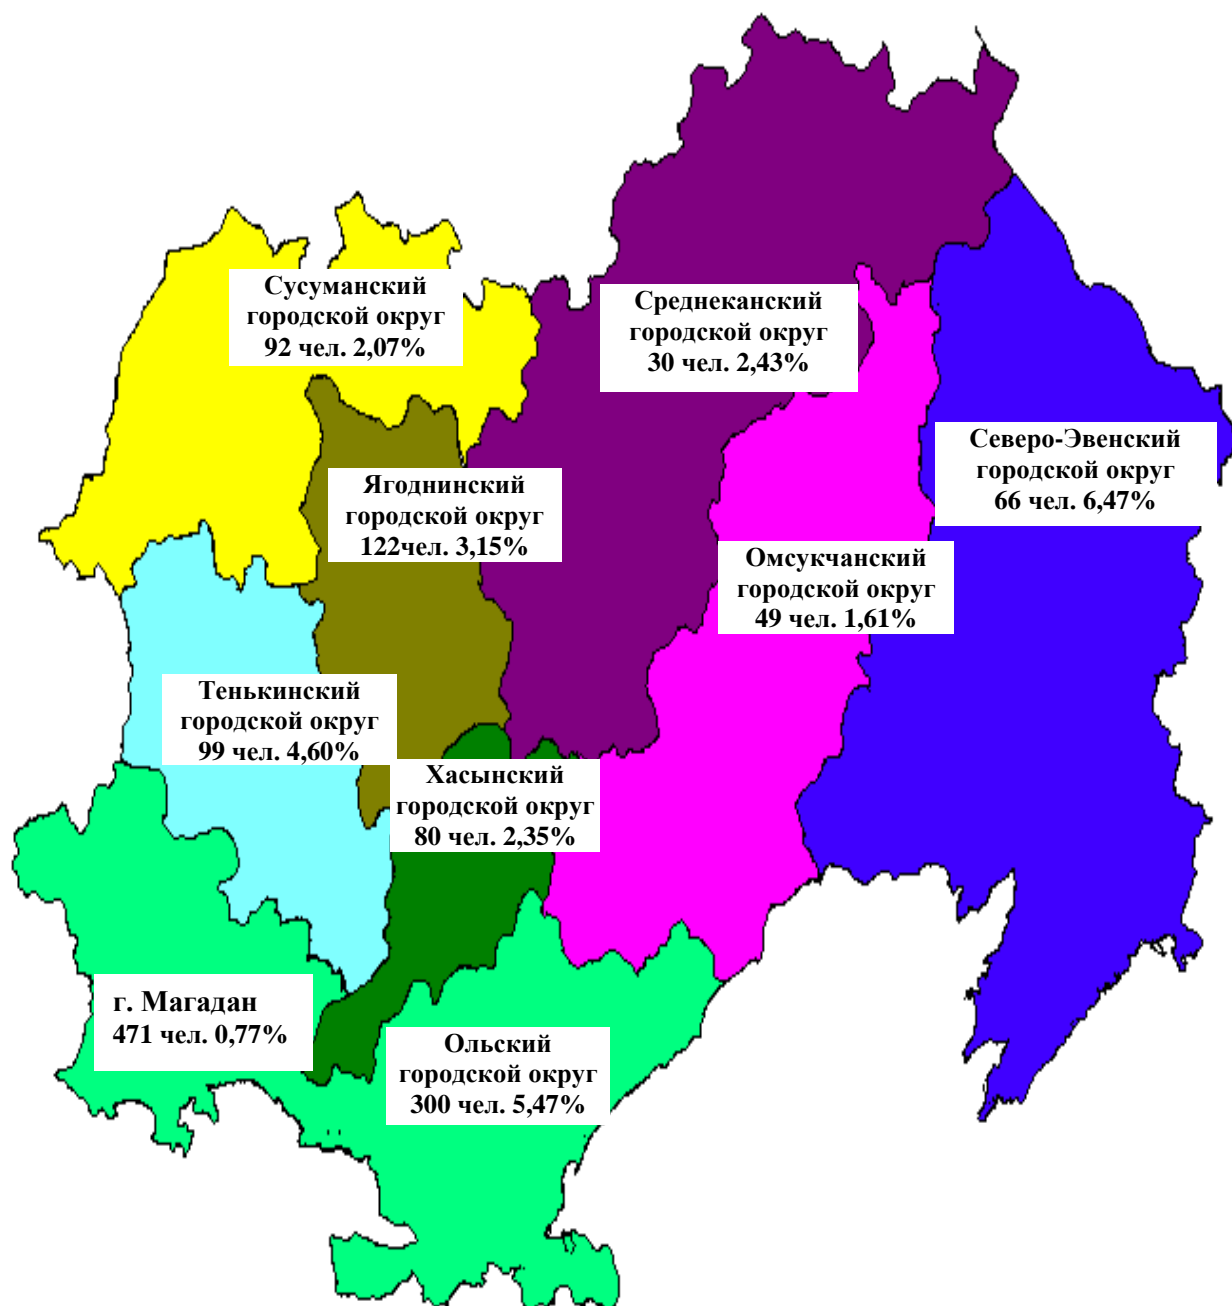 Сусуманский
городской округ
92 чел. 2,07%
Среднеканский
городской округ
30 чел. 2,43%
Северо-Эвенский
городской округ
66 чел. 6,47%
Ягоднинский
городской округ
122чел. 3,15%
Омсукчанский
городской округ
49 чел. 1,61%
Тенькинский
городской округ
99 чел. 4,60%
Хасынский
городской округ
80 чел. 2,35%
г. Магадан
471 чел. 0,77%
Ольский
городской округ
300 чел. 5,47%